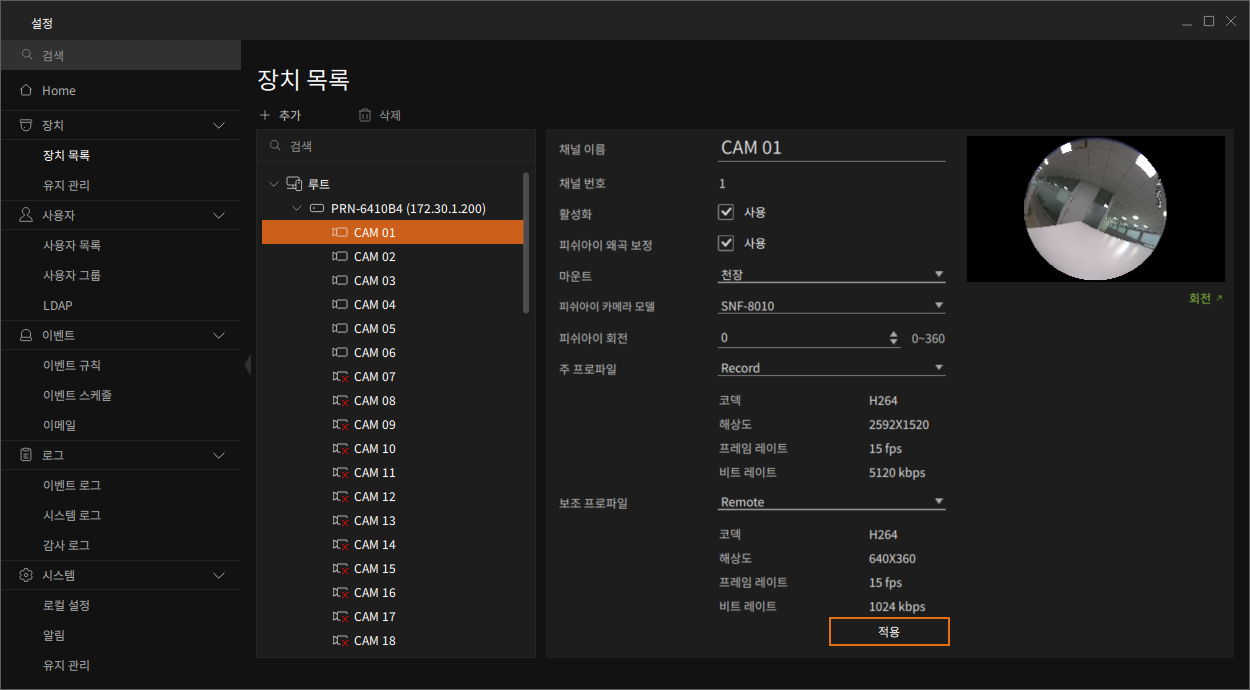 설정
검색
Home
장치
장치 목록
유지 관리
사용자
사용자 목록
사용자 그룹
LDAP
이벤트
이벤트 규칙
이벤트 스케줄
이메일
로그
이벤트 로그
시스템 로그
감사 로그
시스템
로컬 설정
알림
유지 관리
장치 목록
추가 삭제
검색
루트
PRN-6410B4 (172.30.1.200)
CAM 01
CAM 02
CAM 03
CAM 04
CAM 05
CAM 06
CAM 07
CAM 08
CAM 09
CAM 10
CAM 11
CAM 12
CAM 13
CAM 14
CAM 15
CAM 16
CAM 17
CAM 18
채널 이름 CAM 01
채널 번호 1
활성화 사용
피쉬아이 왜곡 보정 사용
마운트 천장
피쉬아이 카메라 모델 SNF-8010
피쉬아이 회전 0 0~360
주 프로파일 Record
코덱 H264
해상도 2592X1520
프레임 레이트 15 fps
비트 레이트 5120 kbps
보조 프로파일 Remote
코덱 H264
해상도 640X360
프레임 레이트 15 fps
비트 레이트 1024 kbps
적용
회전